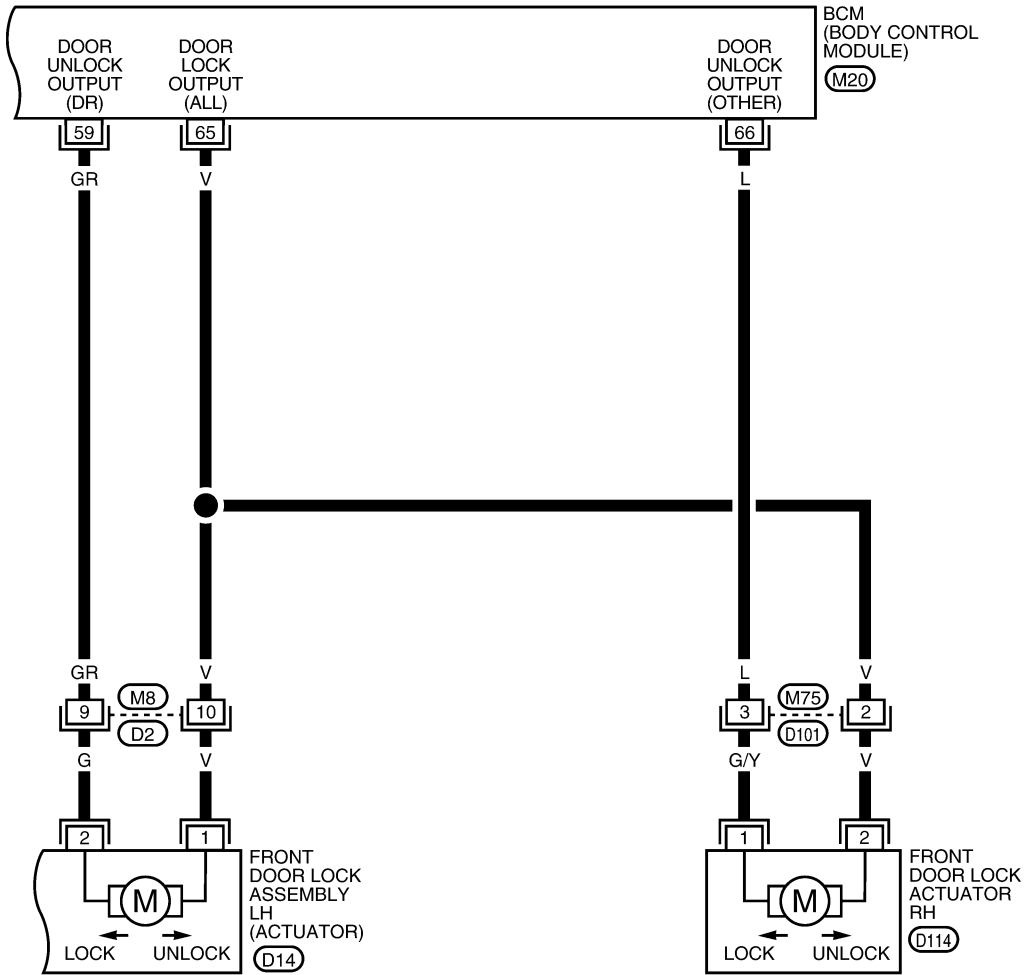 BCM
(BODY CONTROL
MODULE)
M20
DOOR
UNLOCK
OUTPUT
(DR)
DOOR
LOCK
OUTPUT
(ALL)
DOOR
UNLOCK
OUTPUT
(OTHER)
59
65
66
GR
V
L
GR
V
L
V
9
M8
10
3
M75
2
D2
D101
G
V
G/Y
V
2
1
1
2
M
LOCK
UNLOCK
FRONT
DOOR LOCK
ASSEMBLY
LH
(ACTUATOR)
D14
M
LOCK
UNLOCK
FRONT
DOOR LOCK
ACTUATOR
RH
D114